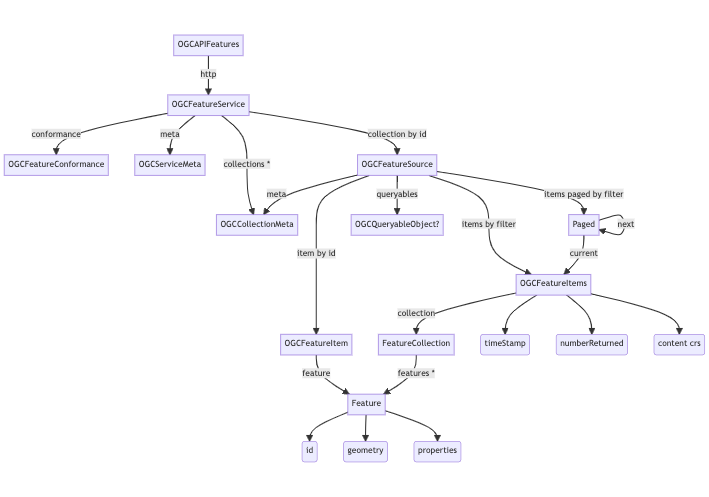 OGCAPIFeatures
http
OGCFeatureService
conformance
meta
collection by id
collections *
OGCFeatureConformance
OGCServiceMeta
OGCFeatureSource
meta
queryables
items paged by filter
OGCCollectionMeta
OGCQueryableObject?
items by filter
Paged
next
item by id
current
OGCFeatureItems
collection
OGCFeatureItem
FeatureCollection
timeStamp
numberReturned
content crs
feature
features *
Feature
id
geometry
properties